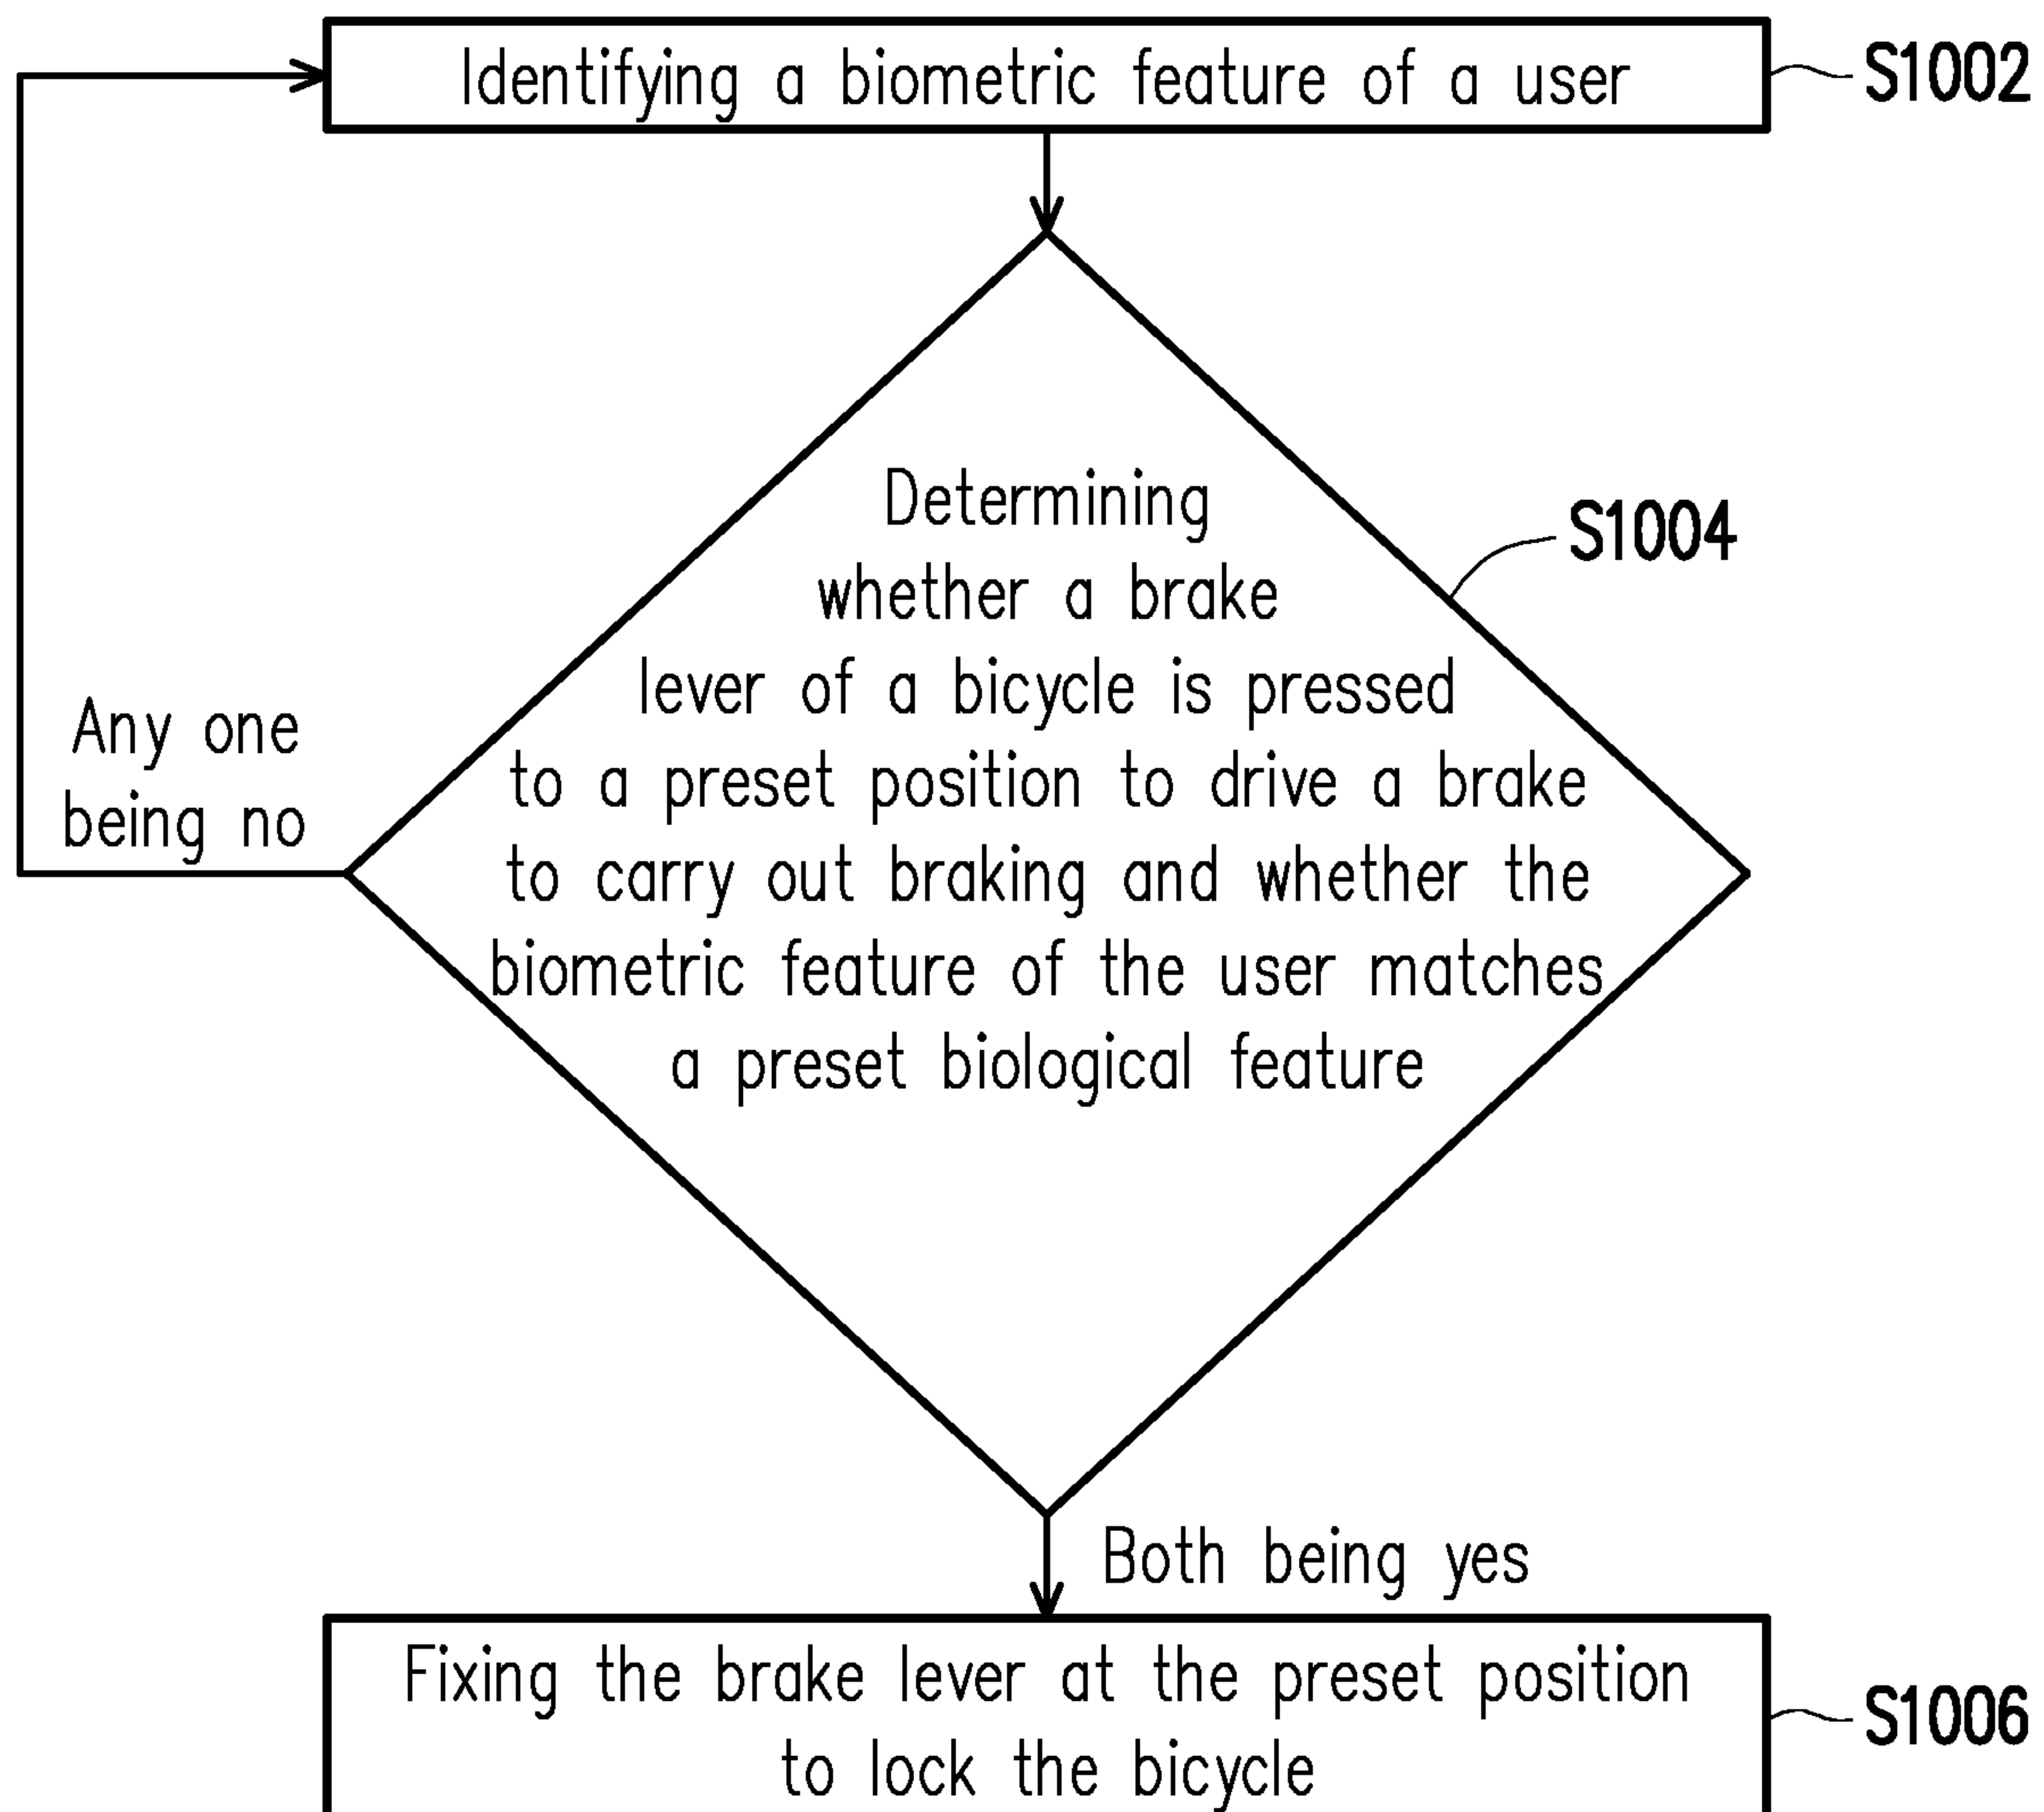 Identifying a biometric feature of a user
S1002
Determining
whether a brake
S1004
lever of a bicycle is pressed
to a preset position to drive a brake
to carry out braking and whether the
biometric feature of the user matches
a preset biological feature
Any one
being no
Both being yes
Fixing the brake lever at the preset position
to lock the bicycle
S1006